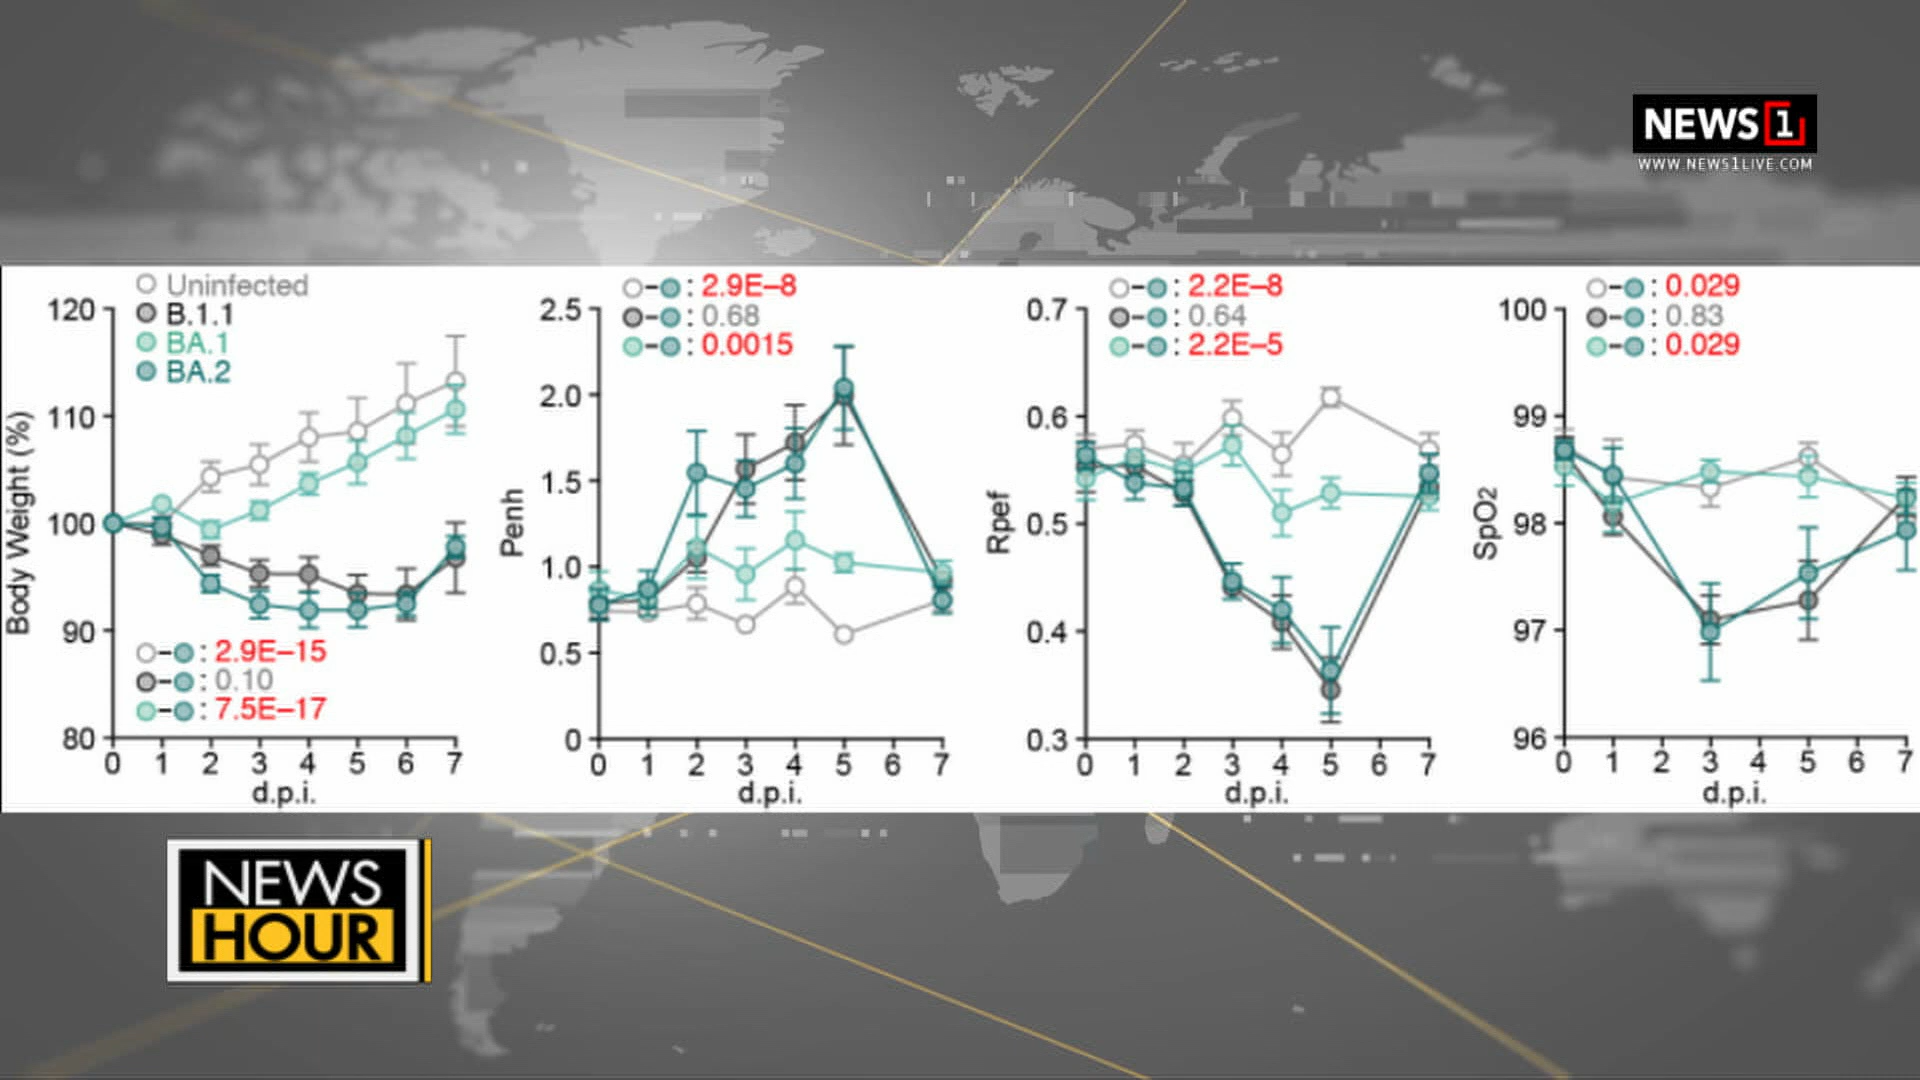 NEWS 1
WWW.NEWS1LIVE.COM
Uninfected
B.1.1
BA.1
BA.2
120
110
100
90
80
Body Weight (%)
: 2.9E–15
: 0.10
: 7.5E–17
0 1 2 3 4 5 6 7
d.p.i.
: 2.9E–8
: 0.68
: 0.0015
2.5
2.0
1.5
1.0
0.5
0
Penh
0 1 2 3 4 5 6 7
d.p.i.
: 2.2E–8
: 0.64
: 2.2E–5
0.7
0.6
0.5
0.4
0.3
Rpef
0 1 2 3 4 5 6 7
d.p.i.
: 0.029
: 0.83
: 0.029
100
99
98
97
96
SpO2
0 1 2 3 4 5 6 7
d.p.i.
NEWS
HOUR